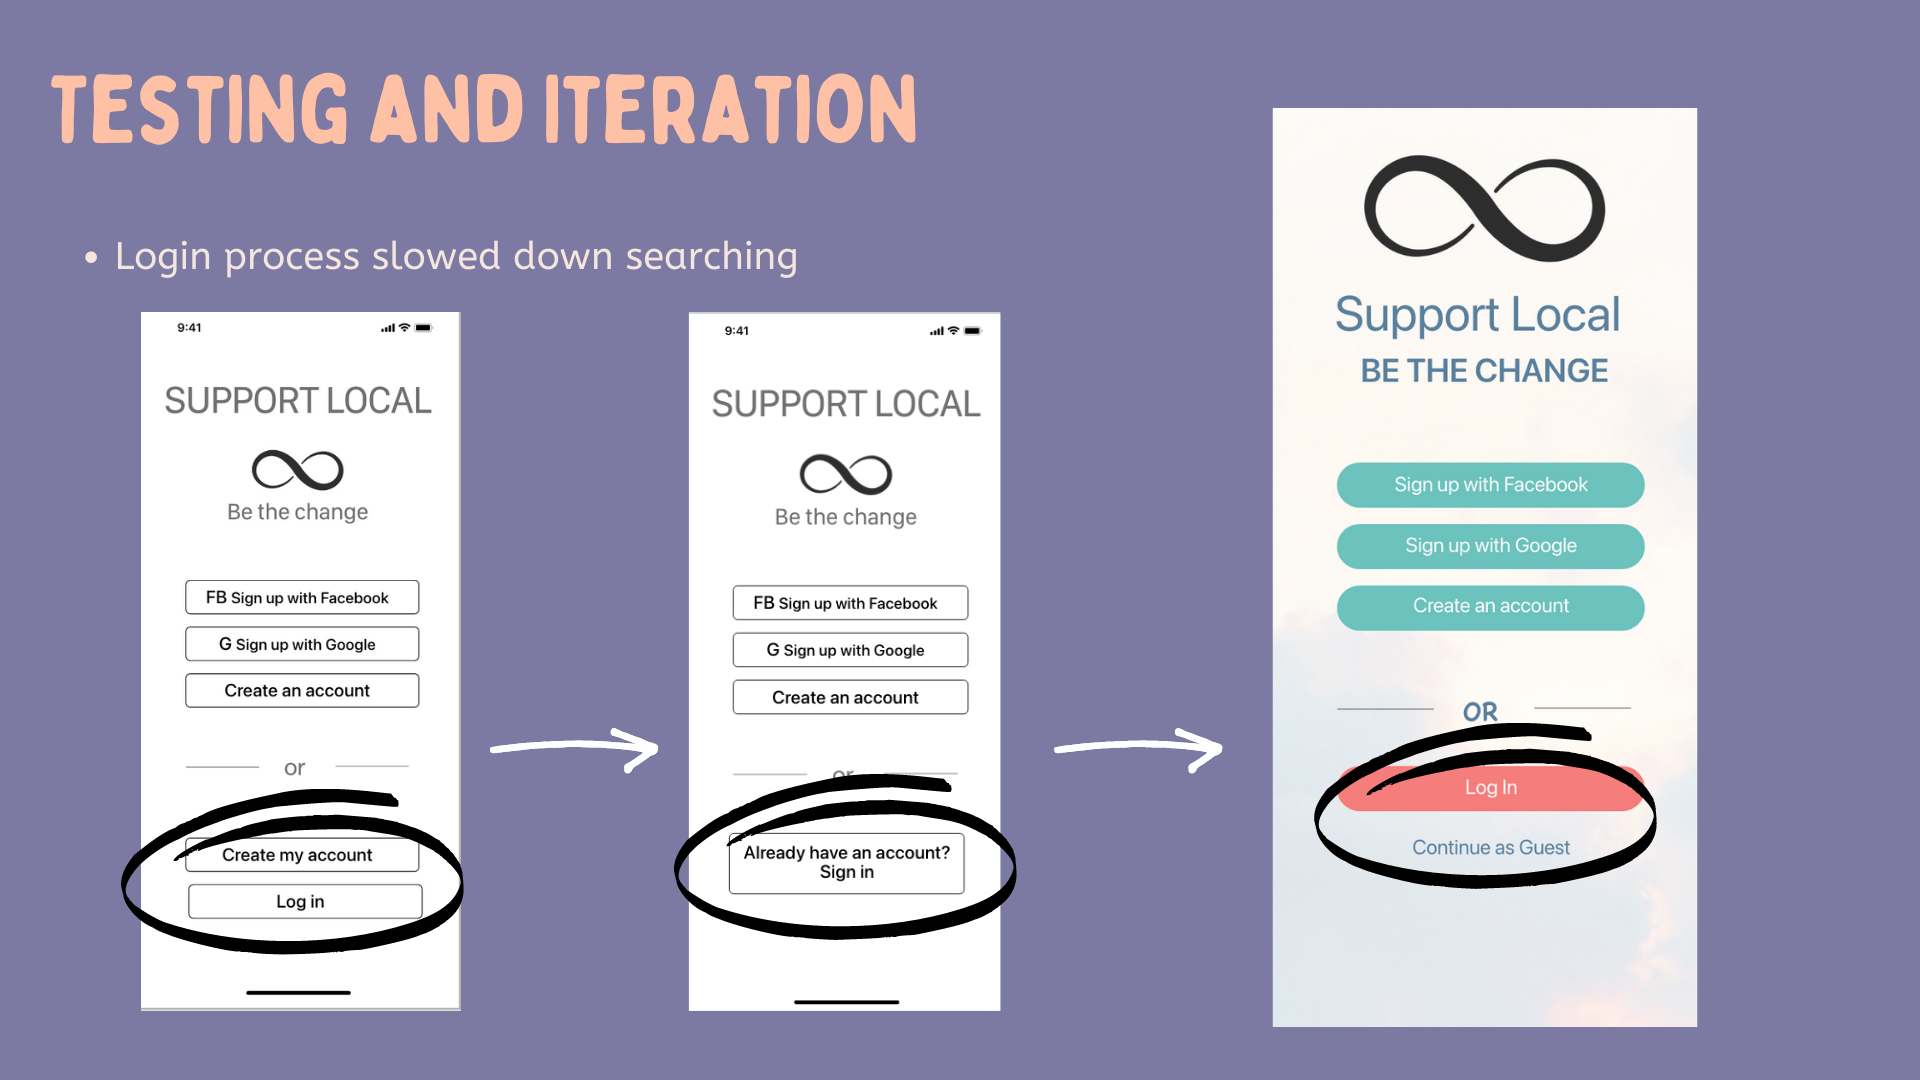 TESTING AND ITERATION
• Login process slowed down searching
9:41
SUPPORT LOCAL
Be the change
FB Sign up with Facebook
G Sign up with Google
Create an account
or
Create my account
Log in
9:41
SUPPORT LOCAL
Be the change
FB Sign up with Facebook
G Sign up with Google
Create an account
or
Already have an account?
Sign in
Support Local
BE THE CHANGE
Sign up with Facebook
Sign up with Google
Create an account
OR
Log In
Continue as Guest